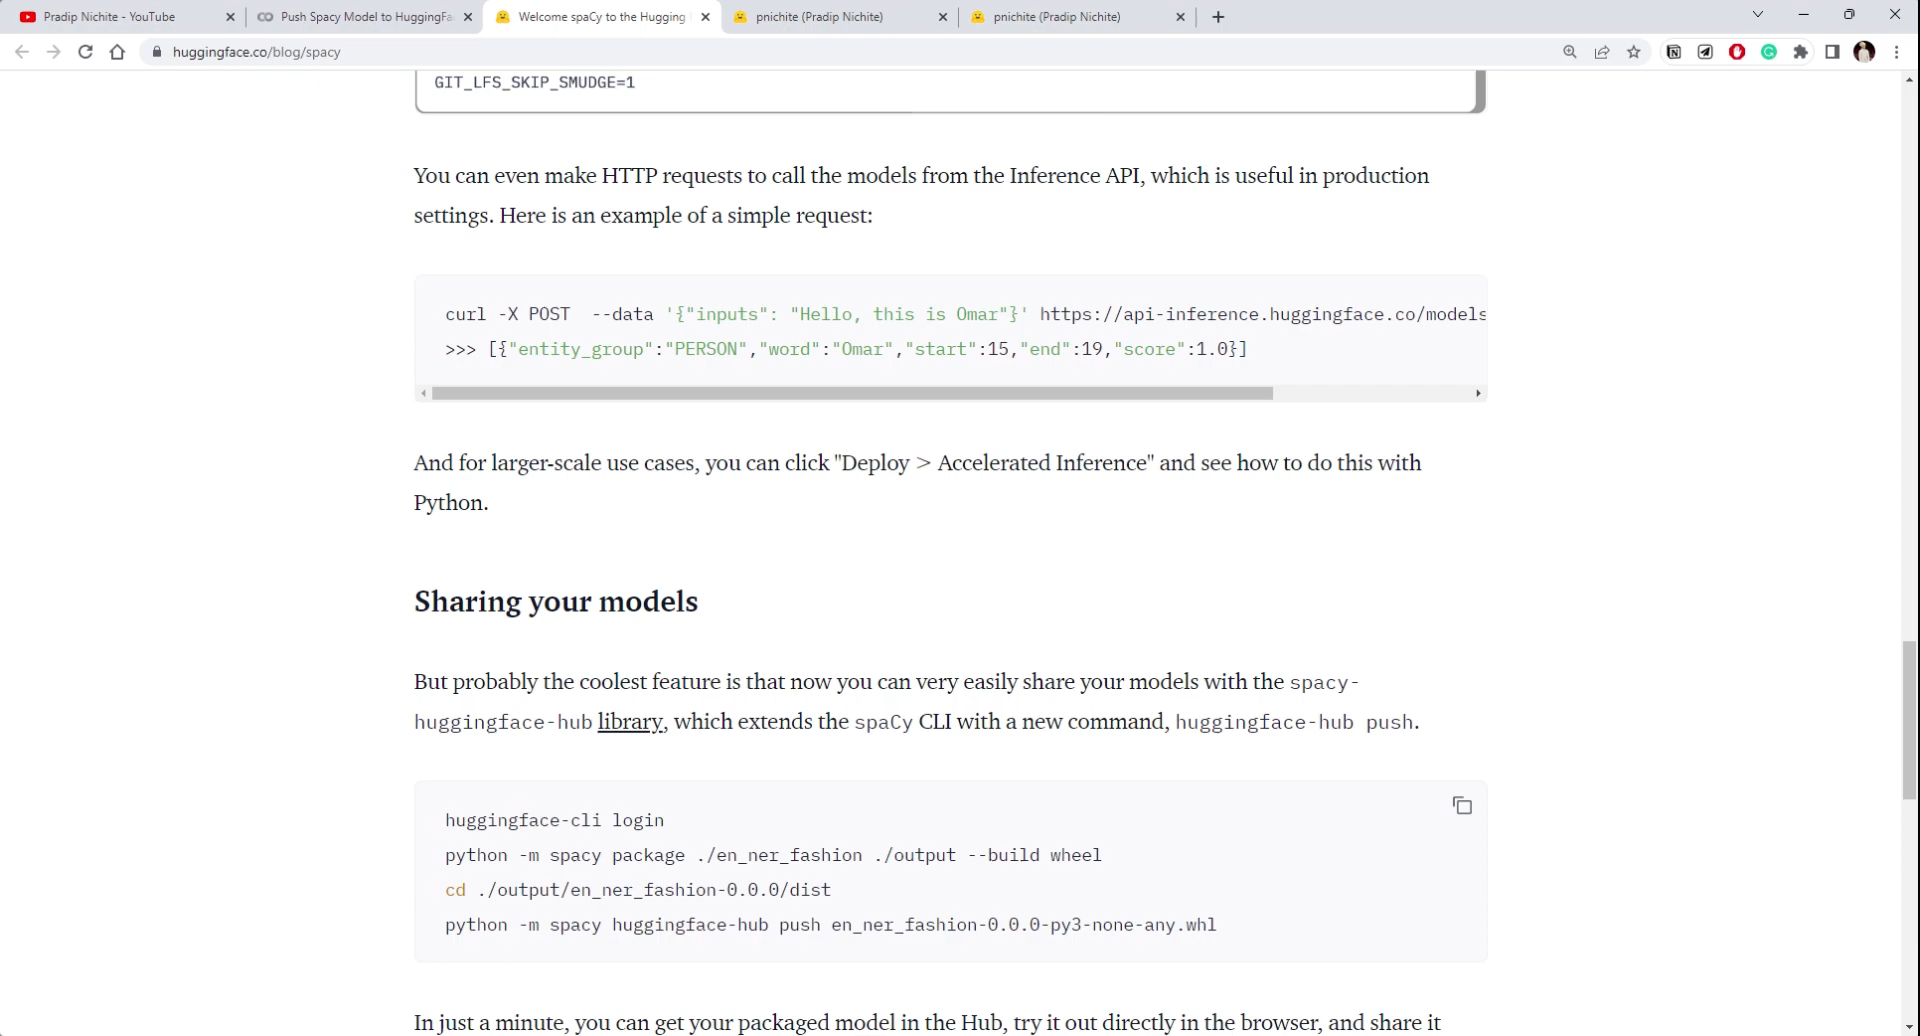 Pradip Nichite - YouTube
Push Spacy Model to HuggingFa
Welcome spaCy to the Hugging
pnichite (Pradip Nichite)
pnichite (Pradip Nichite)
huggingface.co/blog/spacy
GIT_LFS_SKIP_SMUDGE=1
You can even make HTTP requests to call the models from the Inference API, which is useful in production
settings. Here is an example of a simple request:
curl -X POST  --data '{"inputs": "Hello, this is Omar"}' https://api-inference.huggingface.co/models
>>> [{"entity_group":"PERSON","word":"Omar","start":15,"end":19,"score":1.0}]
And for larger-scale use cases, you can click "Deploy > Accelerated Inference" and see how to do this with
Python.
Sharing your models
But probably the coolest feature is that now you can very easily share your models with the spacy-
huggingface-hub library, which extends the spaCy CLI with a new command, huggingface-hub push.
huggingface-cli login
python -m spacy package ./en_ner_fashion ./output --build wheel
cd ./output/en_ner_fashion-0.0.0/dist
python -m spacy huggingface-hub push en_ner_fashion-0.0.0-py3-none-any.whl
In just a minute, you can get your packaged model in the Hub, try it out directly in the browser, and share it